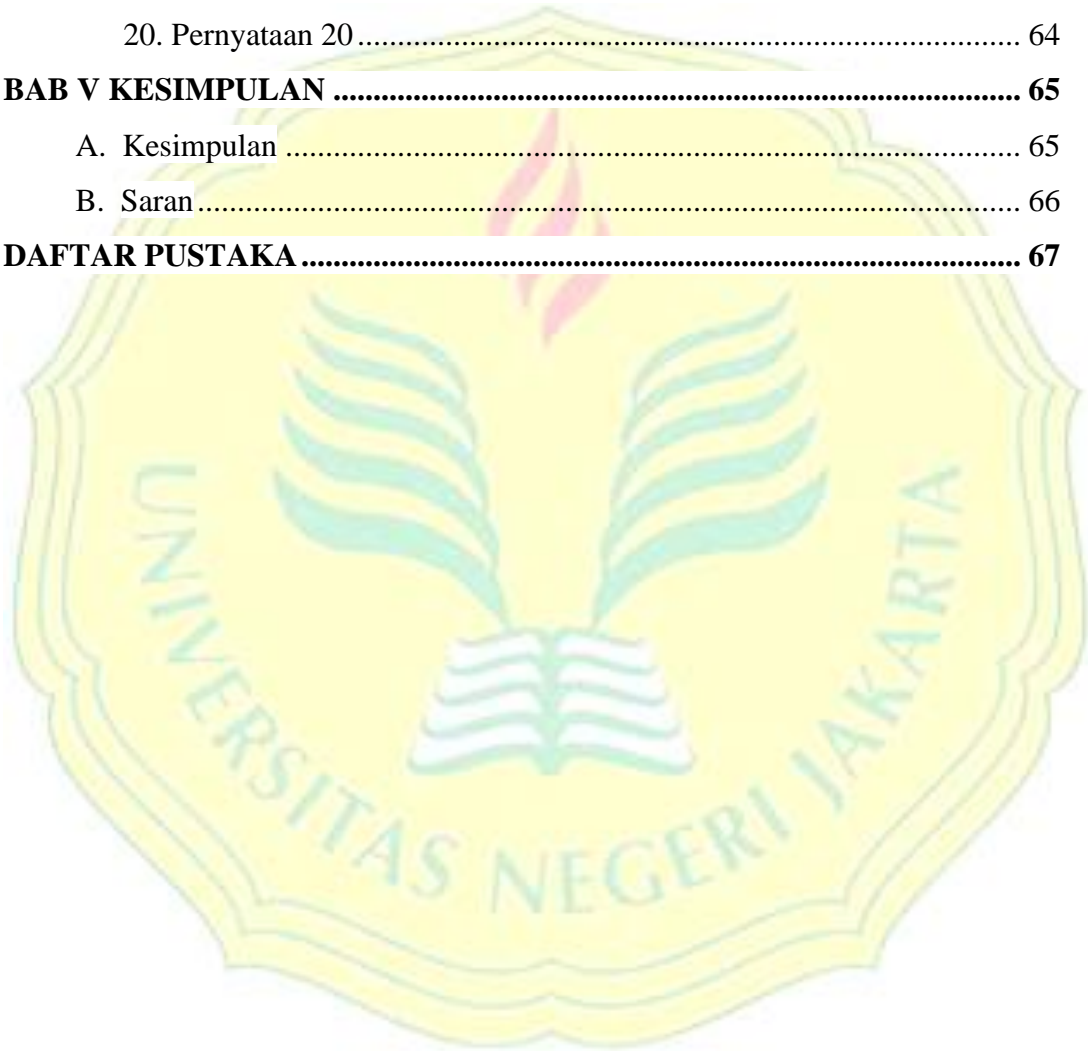 20. Pernyataan 20 ........................................................................................ 64
BAB V KESIMPULAN ........................................................................................ 65
A. Kesimpulan ........................................................................................ 65
B. Saran ........................................................................................ 66
DAFTAR PUSTAKA ........................................................................................ 67
UNIVERSITAS NEGERI JAKARTA